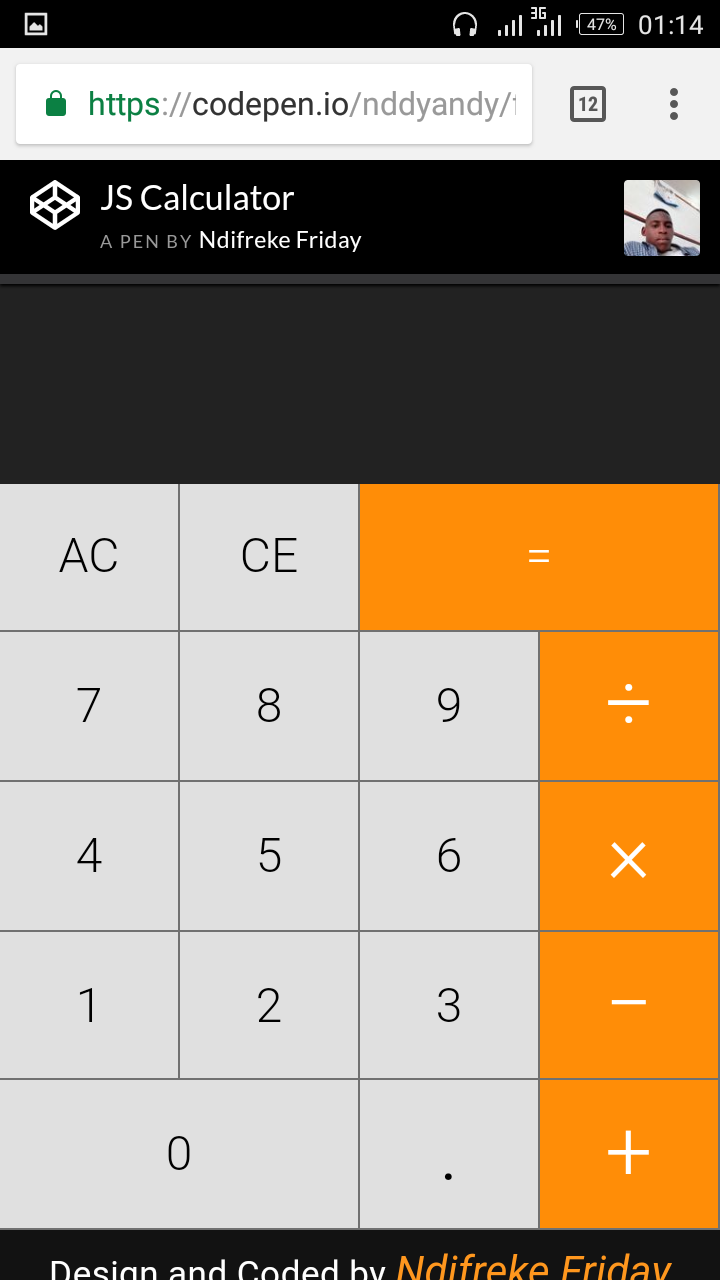 3G
47% 01:14
https://codepen.io/nddyandy/
12
JS Calculator
A PEN BY Ndifreke Friday
AC CE =
7 8 9 ÷
4 5 6 ×
1 2 3 −
0 . +
Design and Coded by Ndifreke Friday